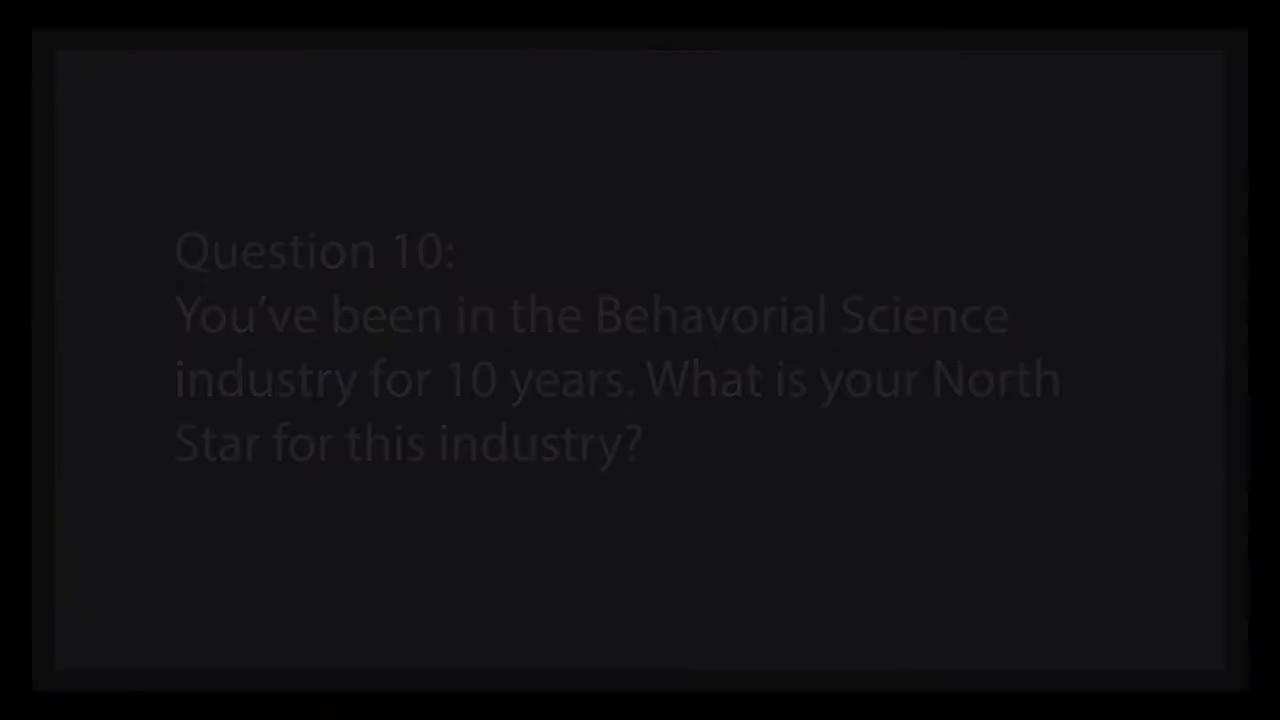 Question 10:
You’ve been in the Behavorial Science
industry for 10 years. What is your North
Star for this industry?